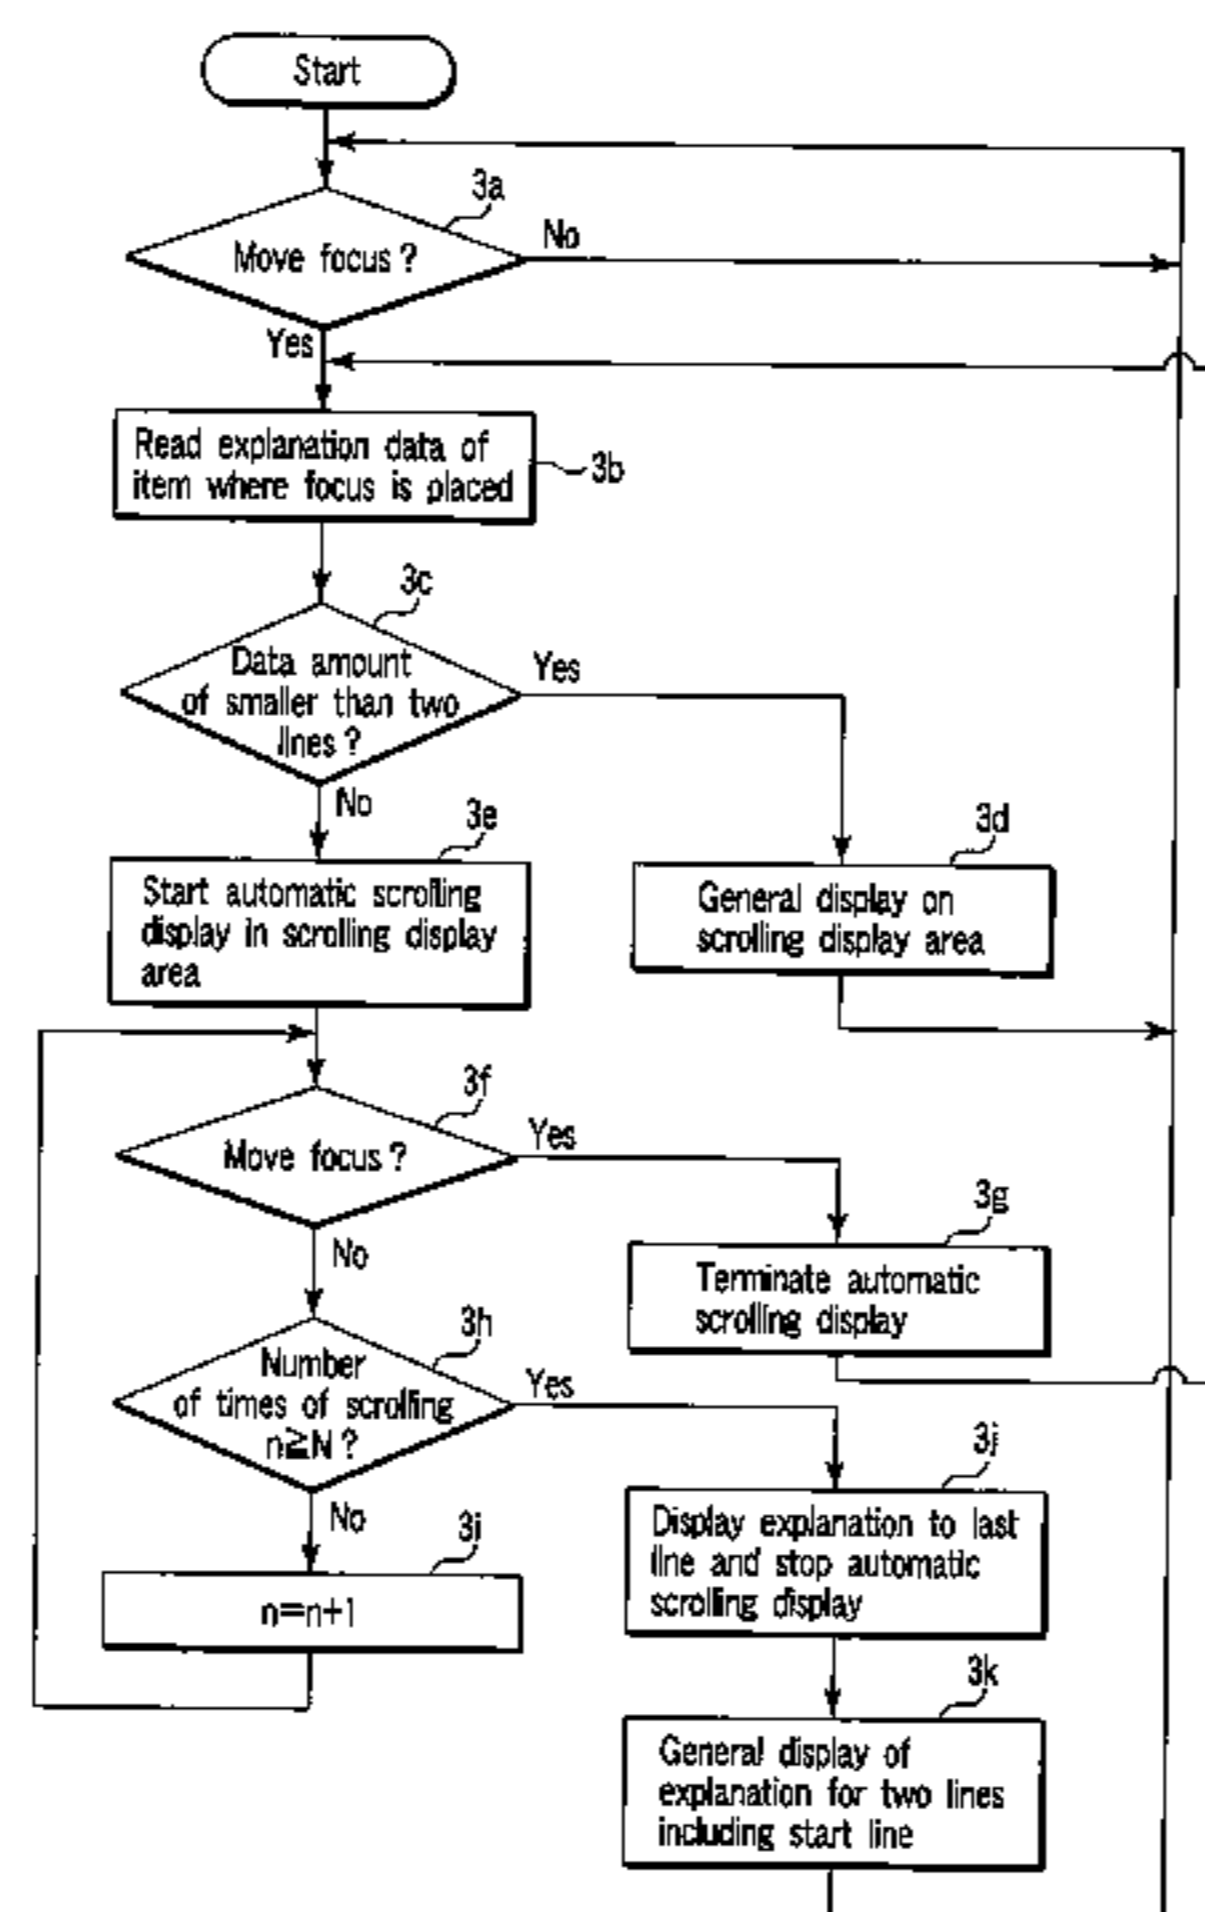 Start
3a
Move focus?
No
Yes
Read explanation data of
item where focus is placed
3b
3c
Data amount
of smaller than two
lines?
Yes
No
3e
Start automatic scrolling
display in scrolling display
area
3d
General display on
scrolling display area
3f
Move focus?
Yes
No
3g
Terminate automatic
scrolling display
3h
Number
of times of scrolling
n≧N?
Yes
No
3i
n=n+1
3j
Display explanation to last
line and stop automatic
scrolling display
3k
General display of
explanation for two lines
including start line